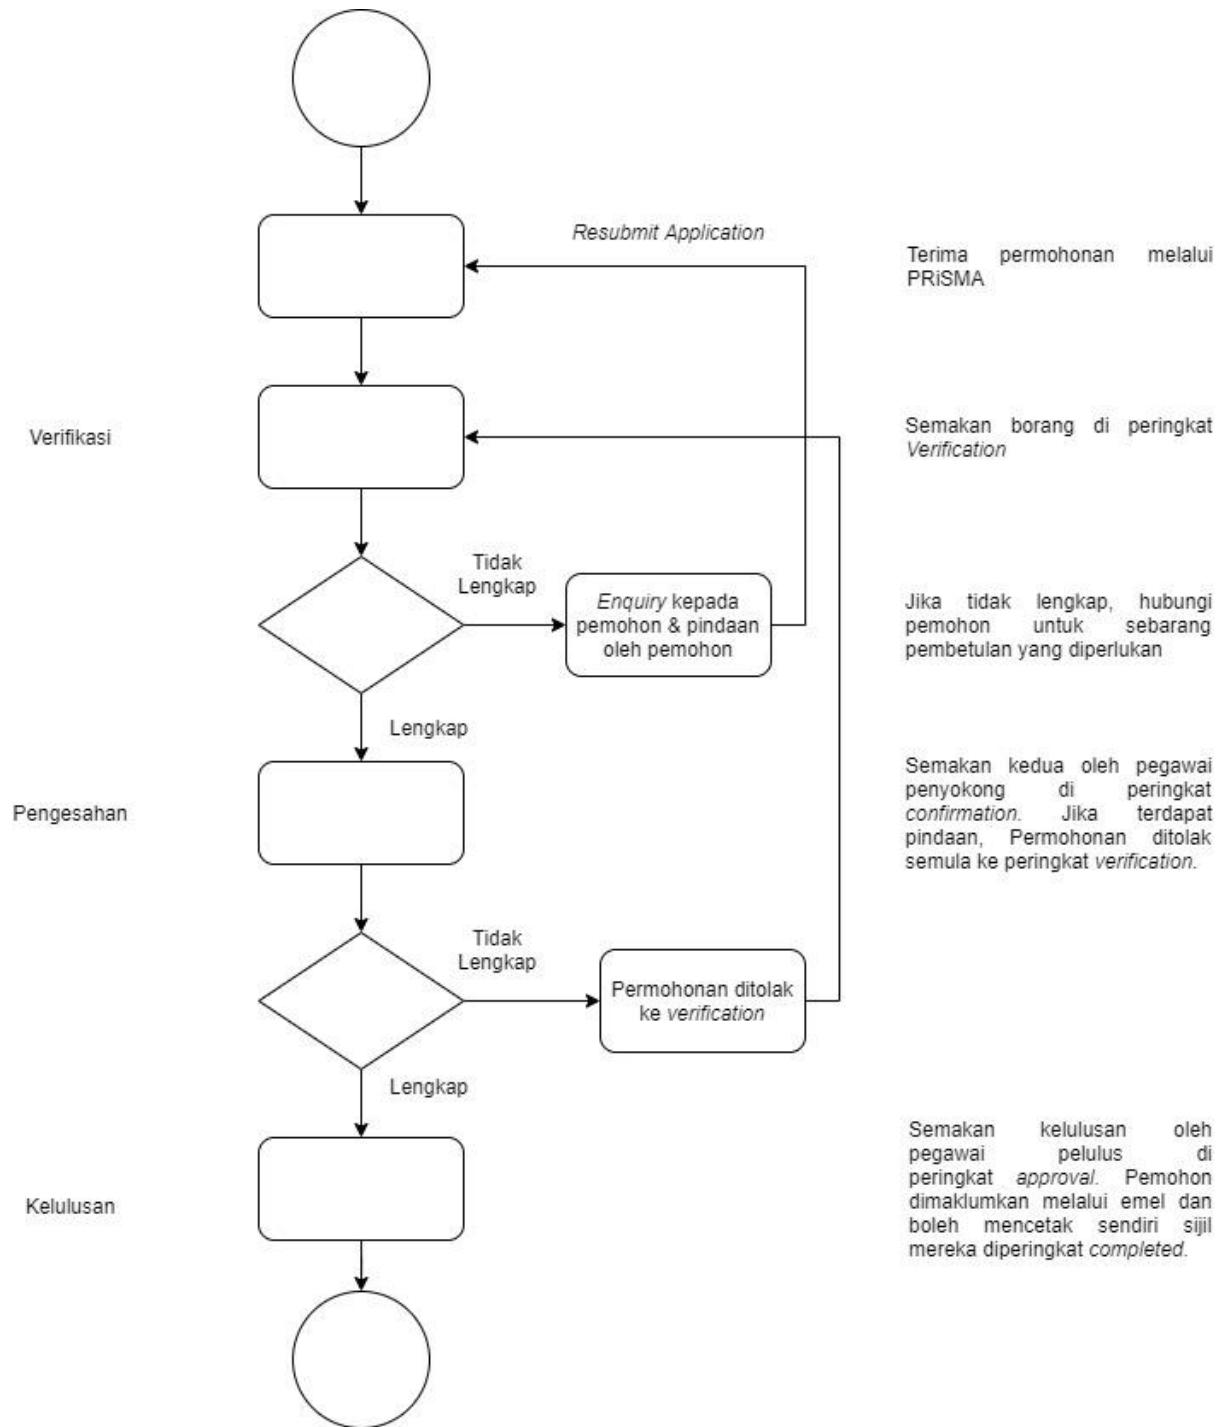 Resubmit Application
Terima permohonan melalui
PRiSMA
Verifikasi
Semakan borang di peringkat
Verification
Tidak
Lengkap
Enquiry kepada
pemohon & pindaan
oleh pemohon
Jika tidak lengkap, hubungi
pemohon untuk sebarang
pembetulan yang diperlukan
Lengkap
Pengesahan
Semakan kedua oleh pegawai
penyokong di peringkat
confirmation. Jika terdapat
pindaan, Permohonan ditolak
semula ke peringkat verification.
Tidak
Lengkap
Permohonan ditolak
ke verification
Lengkap
Kelulusan
Semakan kelulusan oleh
pegawai pelulus di
peringkat approval. Pemohon
dimaklumkan melalui emel dan
boleh mencetak sendiri sijil
mereka diperingkat completed.